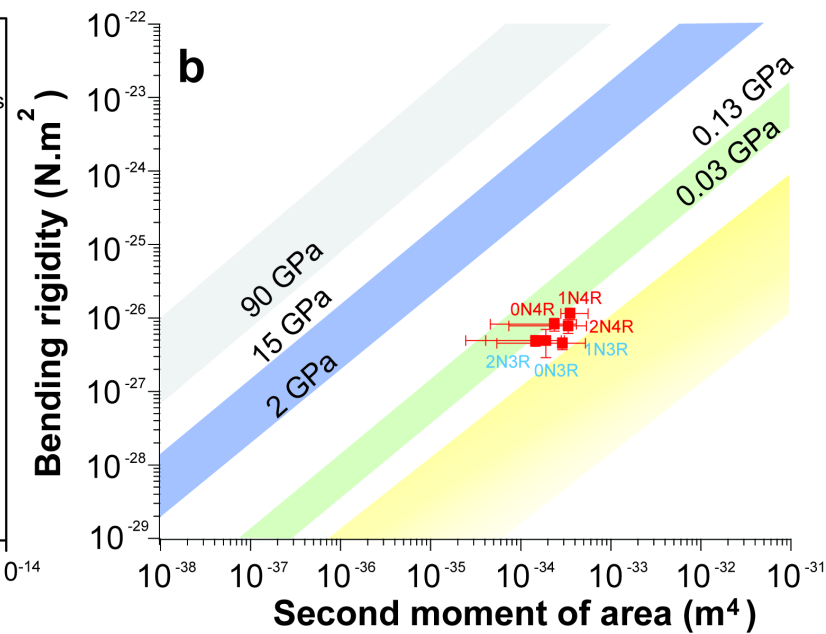 b
Bending rigidity (N.m²)
10⁻²²
10⁻²³
10⁻²⁴
10⁻²⁵
10⁻²⁶
10⁻²⁷
10⁻²⁸
10⁻²⁹
s
90 GPa
15 GPa
2 GPa
0.13 GPa
0.03 GPa
0N4R
1N4R
2N4R
2N3R
0N3R
1N3R
0⁻¹⁴
10⁻³⁸ 10⁻³⁷ 10⁻³⁶ 10⁻³⁵ 10⁻³⁴ 10⁻³³ 10⁻³² 10⁻³¹
Second moment of area (m⁴)